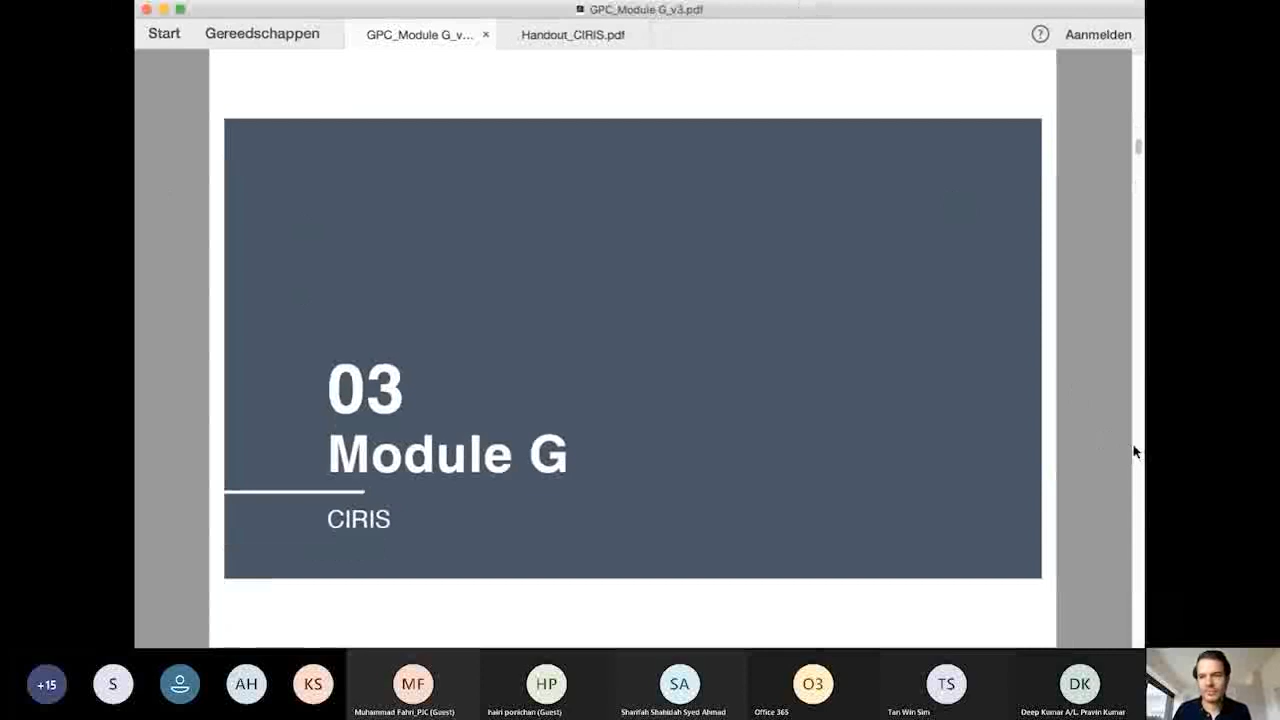 GPC_Module G_v3.pdf
Start
Gereedschappen
GPC_Module G_v...
×
Handout_CIRIS.pdf
?
Aanmelden
03
Module G
CIRIS
+15
S
AH
KS
MF
HP
SA
O3
TS
DK
Muhammad Fahri_PJC (Guest)
hairi ponichan (Guest)
Sharifah Shahidah Syed Ahmad
Office 365
Tan Win Sim
Deep Kumar A/L. Pravin Kumar